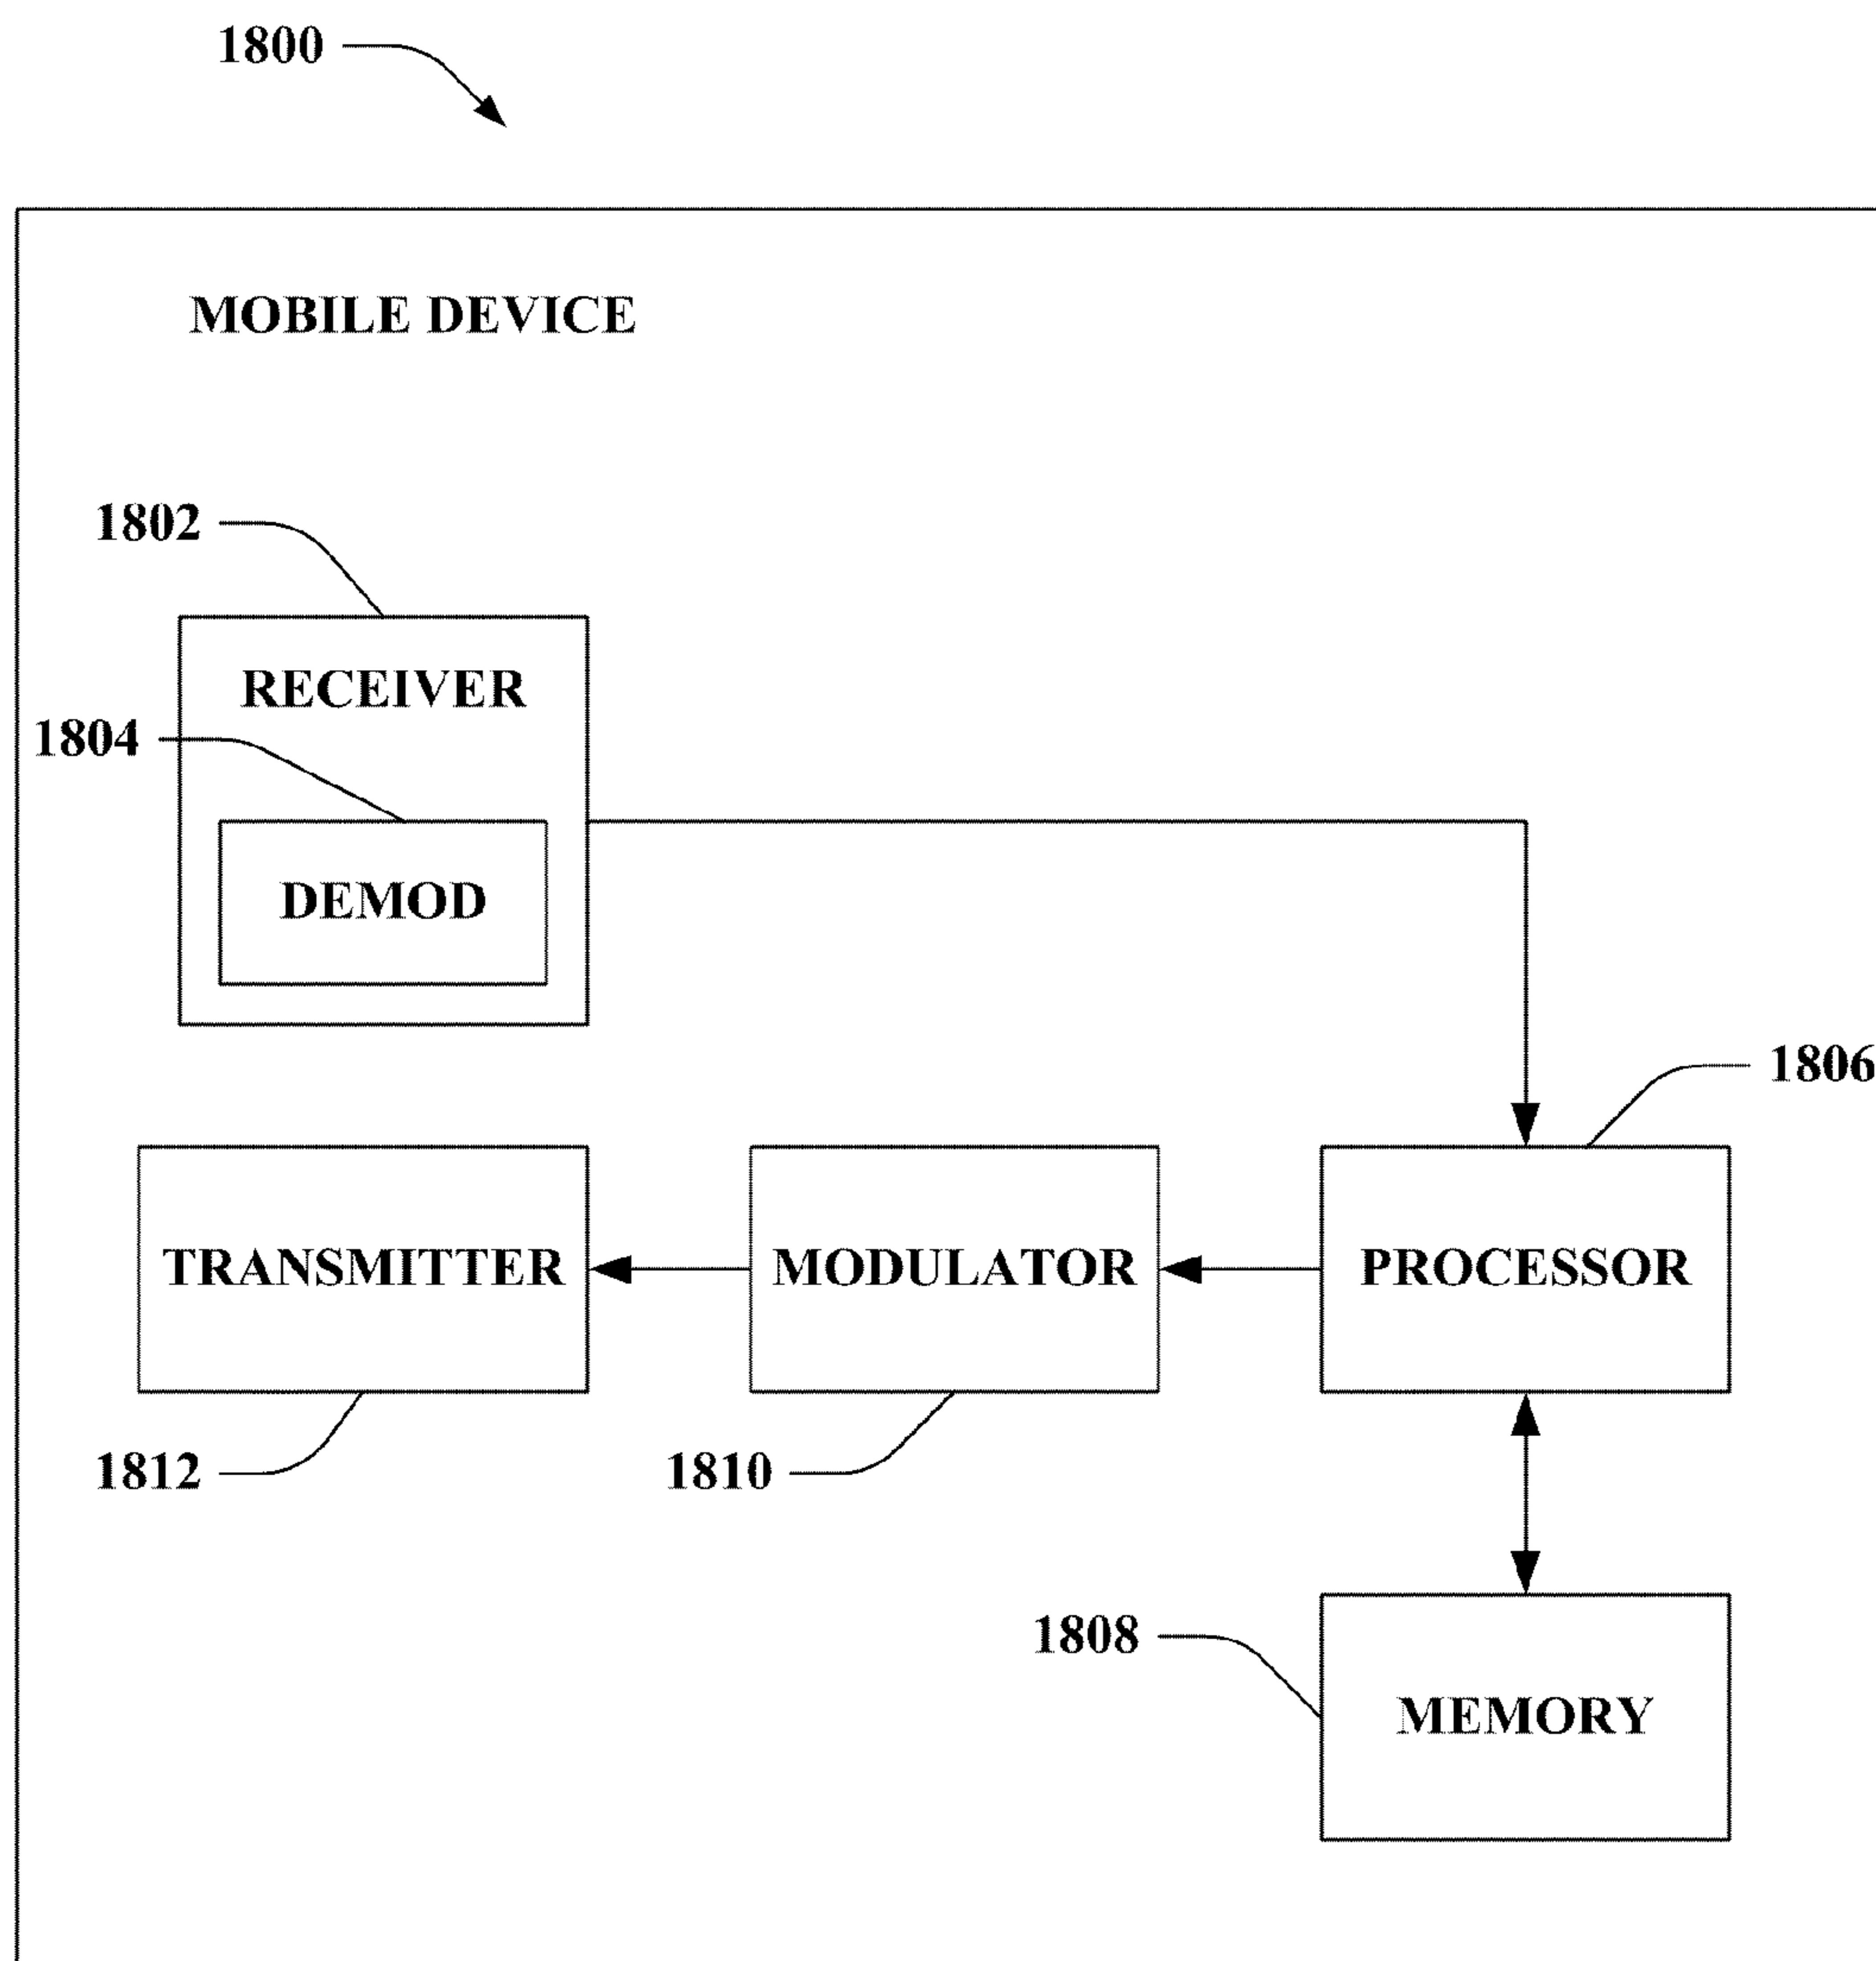 1800
MOBILE DEVICE
1802
RECEIVER
1804
DEMOD
1806
TRANSMITTER
MODULATOR
PROCESSOR
1812
1810
1808
MEMORY